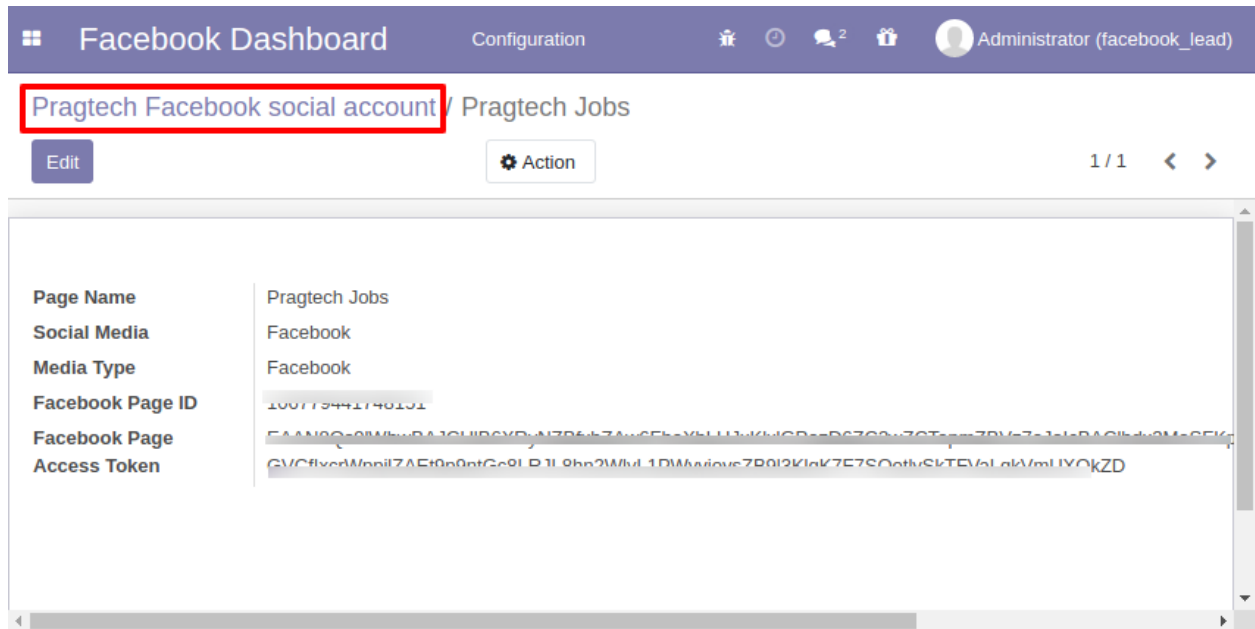 Facebook Dashboard Configuration 2 Administrator (facebook_lead)
Pragtech Facebook social account / Pragtech Jobs
Edit Action 1 / 1
Page Name Pragtech Jobs
Social Media Facebook
Media Type Facebook
Facebook Page ID
Facebook Page
Access Token